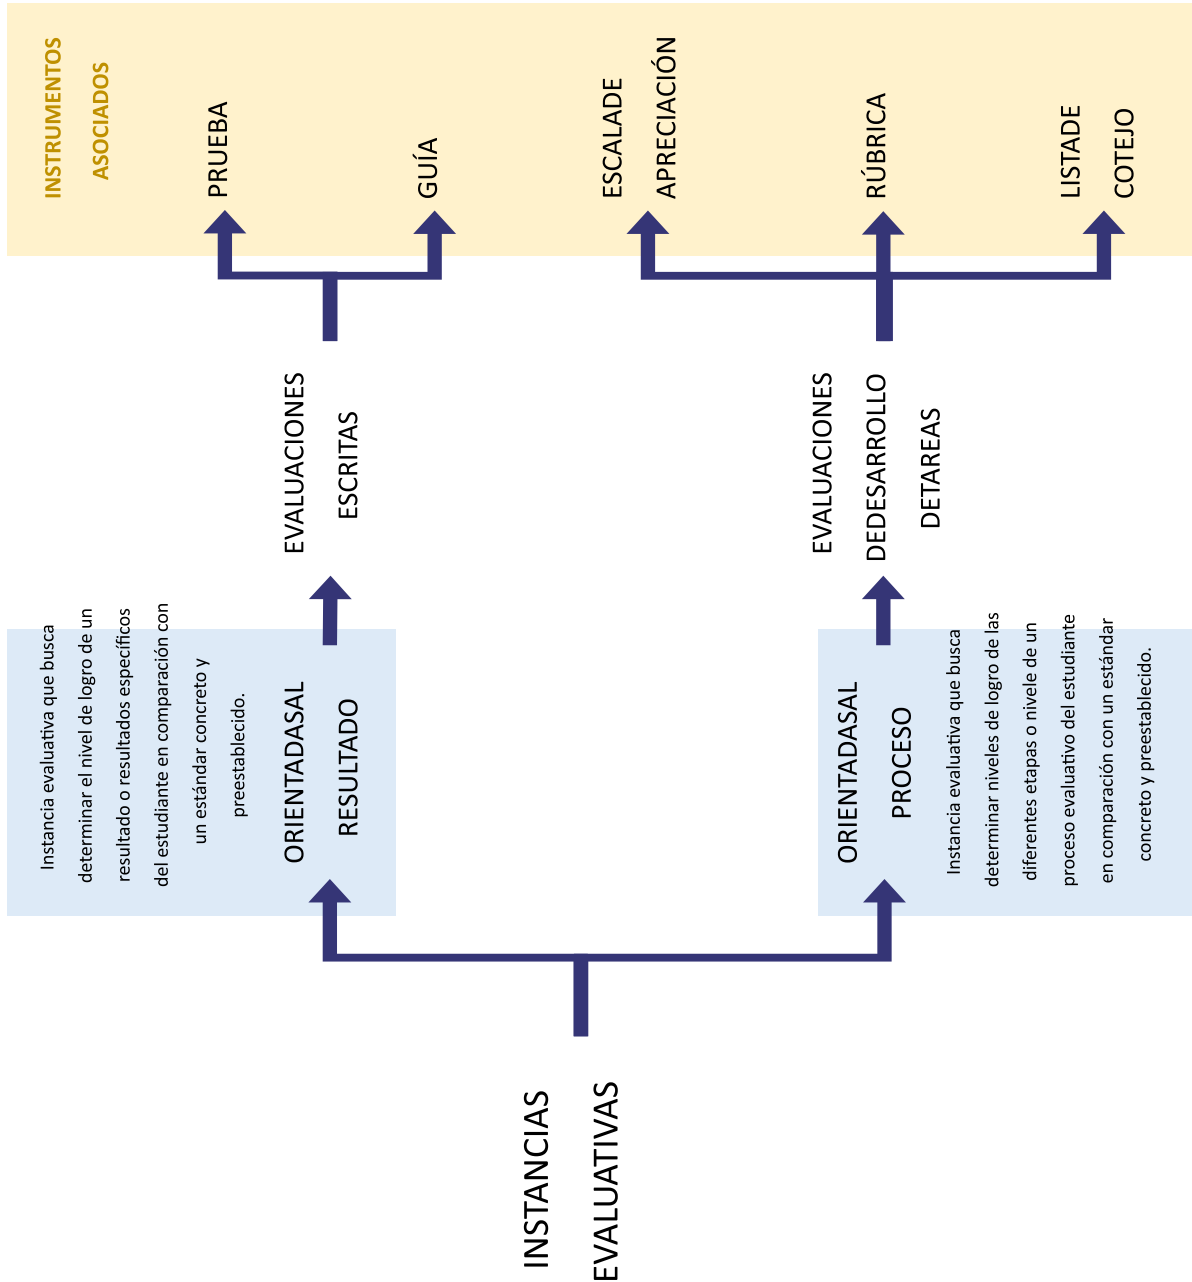 INSTANCIAS
EVALUATIVAS
Instancia evaluativa que busca
determinar el nivel de logro de un
resultado o resultados específicos
del estudiante en comparación con
un estándar concreto y
preestablecido.
ORIENTADASAL
RESULTADO
EVALUACIONES
ESCRITAS
INSTRUMENTOS
ASOCIADOS
PRUEBA
GUÍA
ORIENTADASAL
PROCESO
Instancia evaluativa que busca
determinar niveles de logro de las
diferentes etapas o nivele de un
proceso evaluativo del estudiante
en comparación con un estándar
concreto y preestablecido.
EVALUACIONES
DEDESARROLLO
DETAREAS
ESCALADE
APRECIACIÓN
RÚBRICA
LISTADE
COTEJO